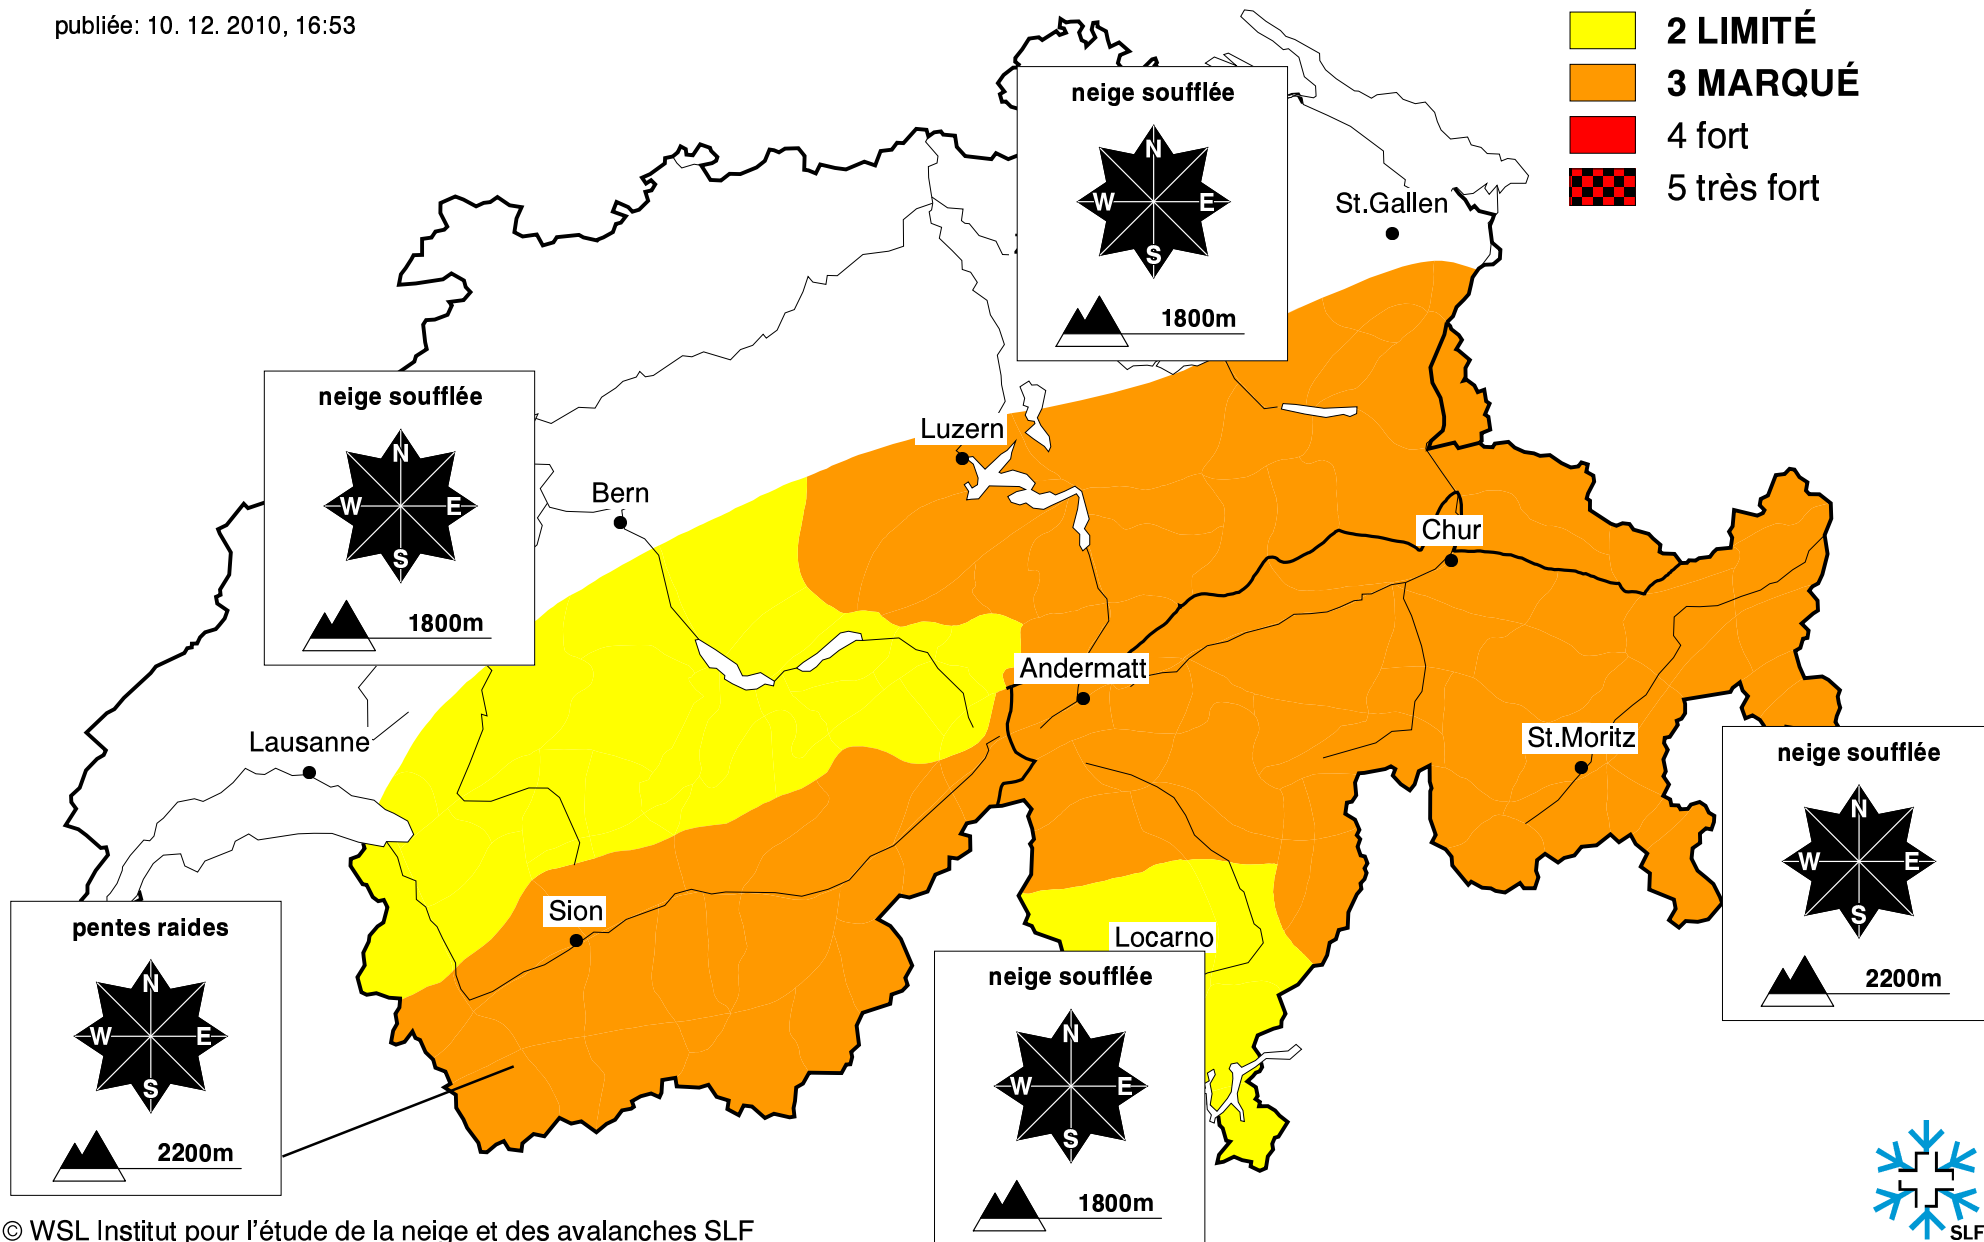 publiée: 10. 12. 2010, 16:53
2 LIMITÉ
3 MARQUÉ
4 fort
5 très fort
neige soufflée
N
W E
S
1800m
St.Gallen
neige soufflée
N
W E
S
1800m
Luzern
Bern
Chur
Andermatt
St.Moritz
Lausanne
neige soufflée
N
W E
S
2200m
Sion
pentes raides
N
W E
S
2200m
Locarno
neige soufflée
N
W E
S
1800m
© WSL Institut pour l'étude de la neige et des avalanches SLF
SLF